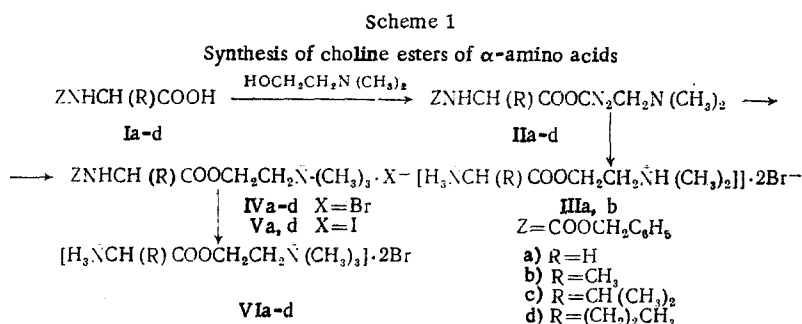 Scheme 1
Synthesis of choline esters of α-amino acids
ZNHCH (R)COOH HOCH₂CH₂N (CH₃)₂ ZNHCH (R) COOCN₂CH₂N (CH₃)₂ →
Ia-d IIa-d
→ ZNHCH (R) COOCH₂CH₂N-(CH₃)₃ · X− [H₃NCH (R) COOCH₂CH₂NH (CH₃)₂]] · 2Br−
IVa-d X=Br IIIa, b
Va, d X=I Z=COOCH₂C₆H₅
[H₃NCH (R) COOCH₂CH₂N (CH₃)₃] · 2Br a) R=H
b) R=CH₃
VIa-d c) R=CH (CH₃)₂
d) R=(CH₂)₂CH₃